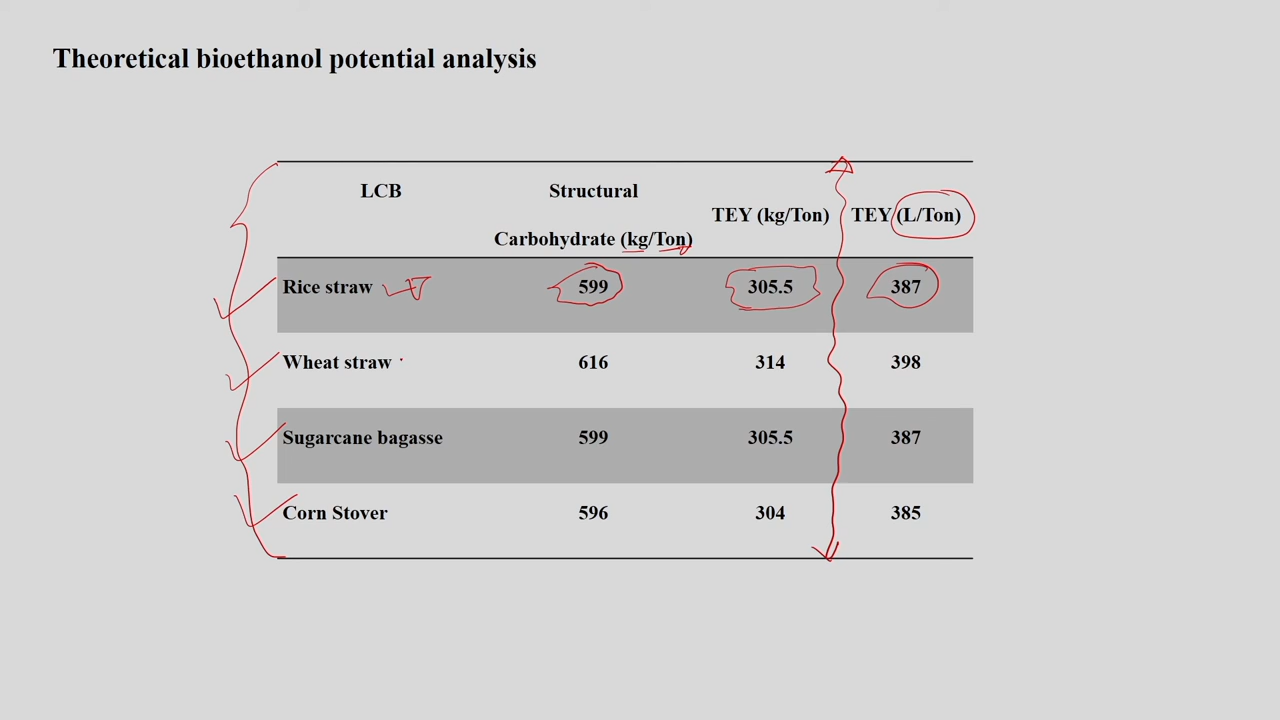 Theoretical bioethanol potential analysis
LCB Structural Carbohydrate (kg/Ton) TEY (kg/Ton) TEY (L/Ton)
Rice straw 599 305.5 387
Wheat straw 616 314 398
Sugarcane bagasse 599 305.5 387
Corn Stover 596 304 385